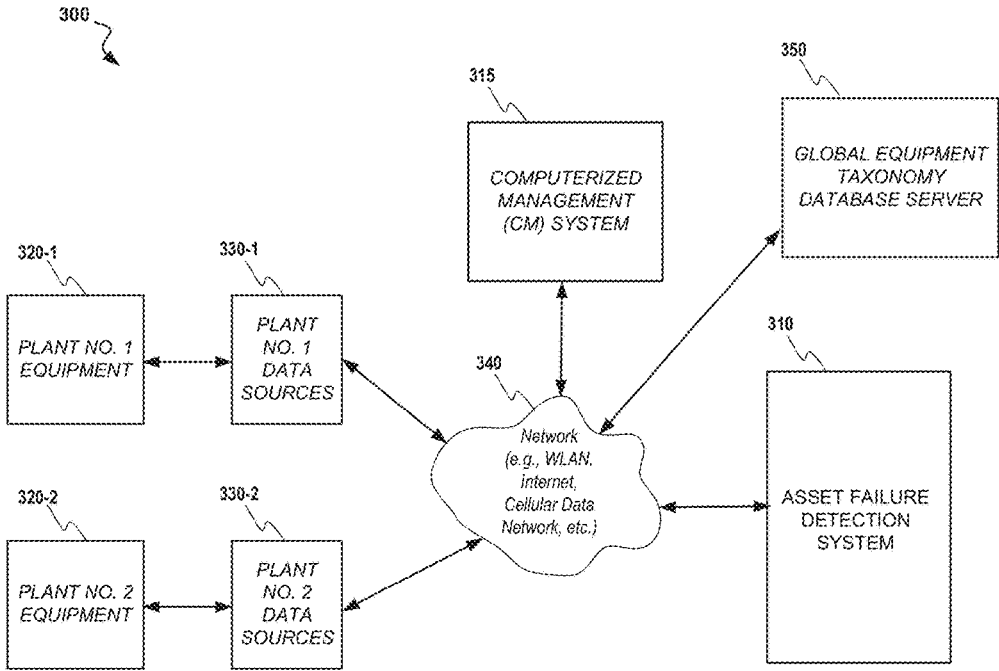 300
315
COMPUTERIZED
MANAGEMENT
(CM) SYSTEM
350
GLOBAL EQUIPMENT
TAXONOMY
DATABASE SERVER
320-1
PLANT NO. 1
EQUIPMENT
330-1
PLANT
NO. 1
DATA
SOURCES
340
Network
(e.g., WLAN,
internet,
Cellular Data
Network, etc.)
310
ASSET FAILURE
DETECTION
SYSTEM
320-2
PLANT NO. 2
EQUIPMENT
330-2
PLANT
NO. 2
DATA
SOURCES